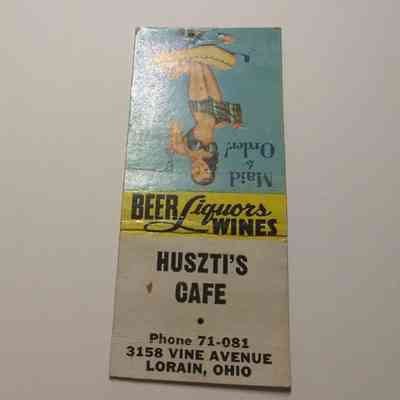 Maid
to
Order!
BEER Liquors
WINES
HUSZTI'S
CAFE
•
Phone 71-081
3158 VINE AVENUE
LORAIN, OHIO